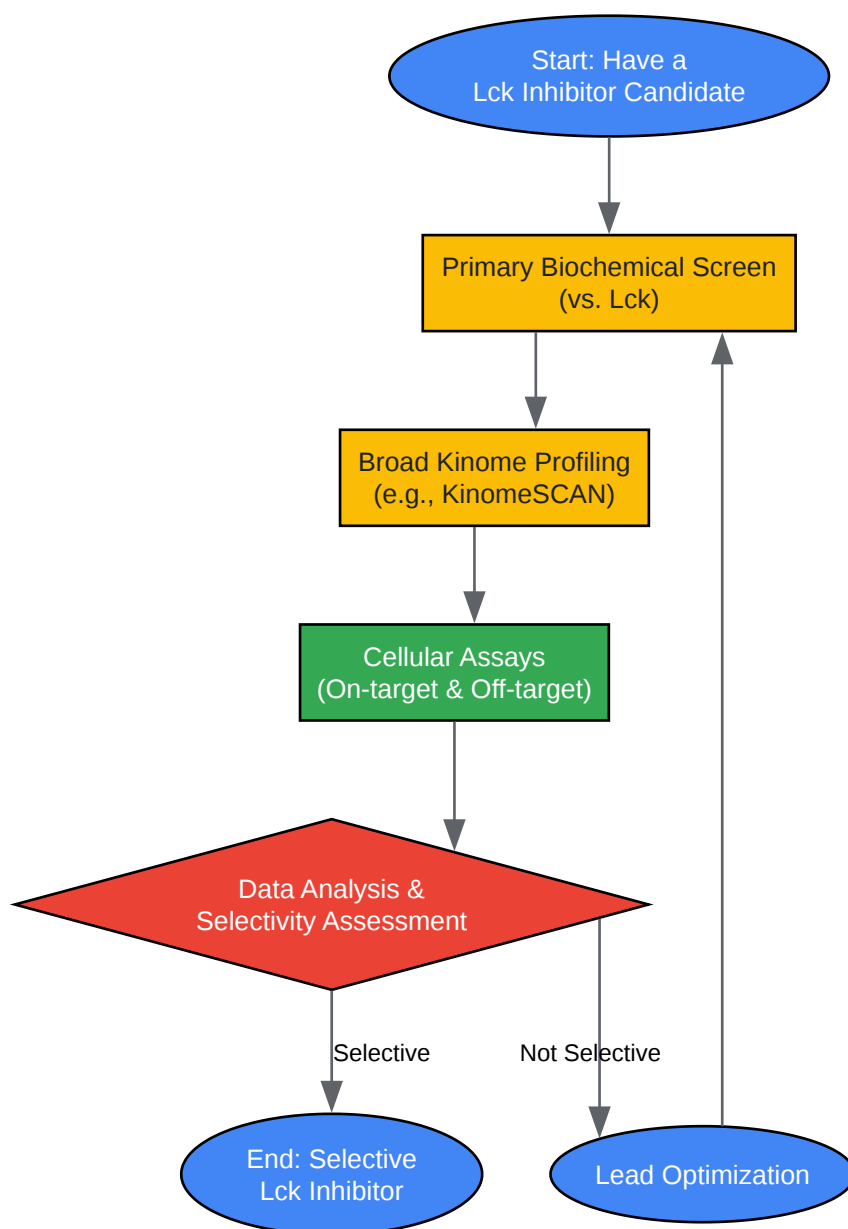 Start: Have a
Lck Inhibitor Candidate
Primary Biochemical Screen
(vs. Lck)
Broad Kinome Profiling
(e.g., KinomeSCAN)
Cellular Assays
(On-target & Off-target)
Data Analysis &
Selectivity Assessment
Selective
Not Selective
End: Selective
Lck Inhibitor
Lead Optimization